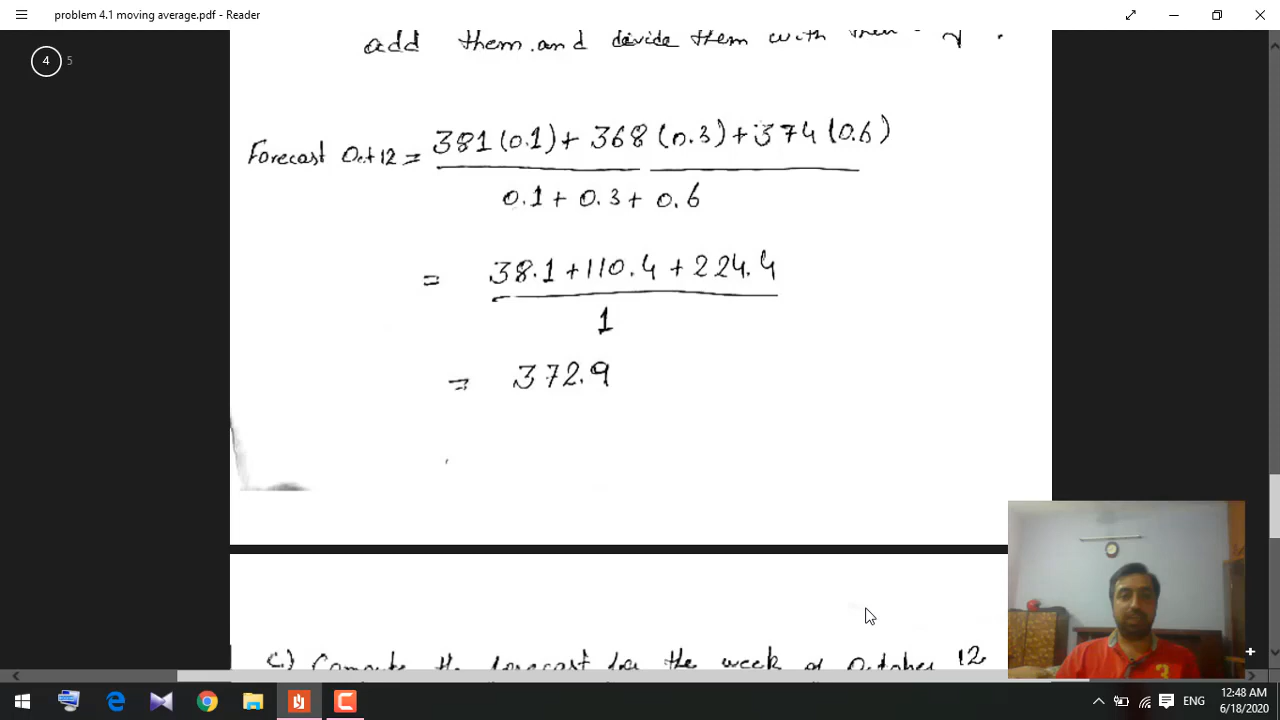 problem 4.1 moving average.pdf - Reader
4 5
add them and devide them with their
Forecast Oct 12 = 381 (0.1) + 368 (0.3) + 374 (0.6)
0.1 + 0.3 + 0.6
= 38.1 + 110.4 + 224.4
1
= 372.9
c.) Compute the forecast for the week of October 12
ENG
12:48 AM
6/18/2020